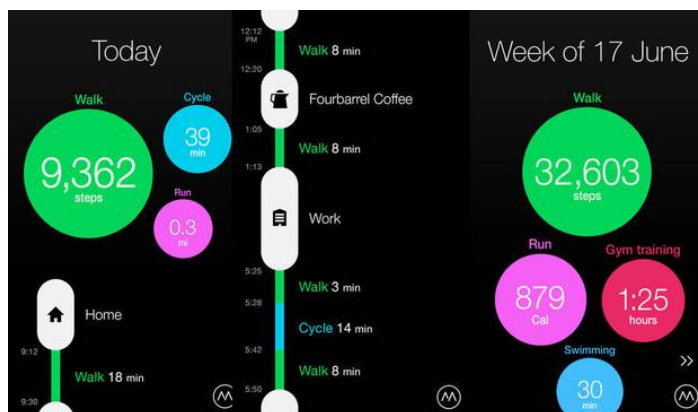 Today
Walk
9,362
steps
Cycle
39
min
Run
0.3
mi
Home
9:12
Walk 18 min
9:30
12:12
PM
Walk 8 min
12:20
Fourbarrel Coffee
1:05
Walk 8 min
1:13
Work
5:25
Walk 3 min
5:28
Cycle 14 min
5:42
Walk 8 min
5:50
Week of 17 June
Walk
32,603
steps
Run
879
Cal
Gym training
1:25
hours
Swimming
30
min